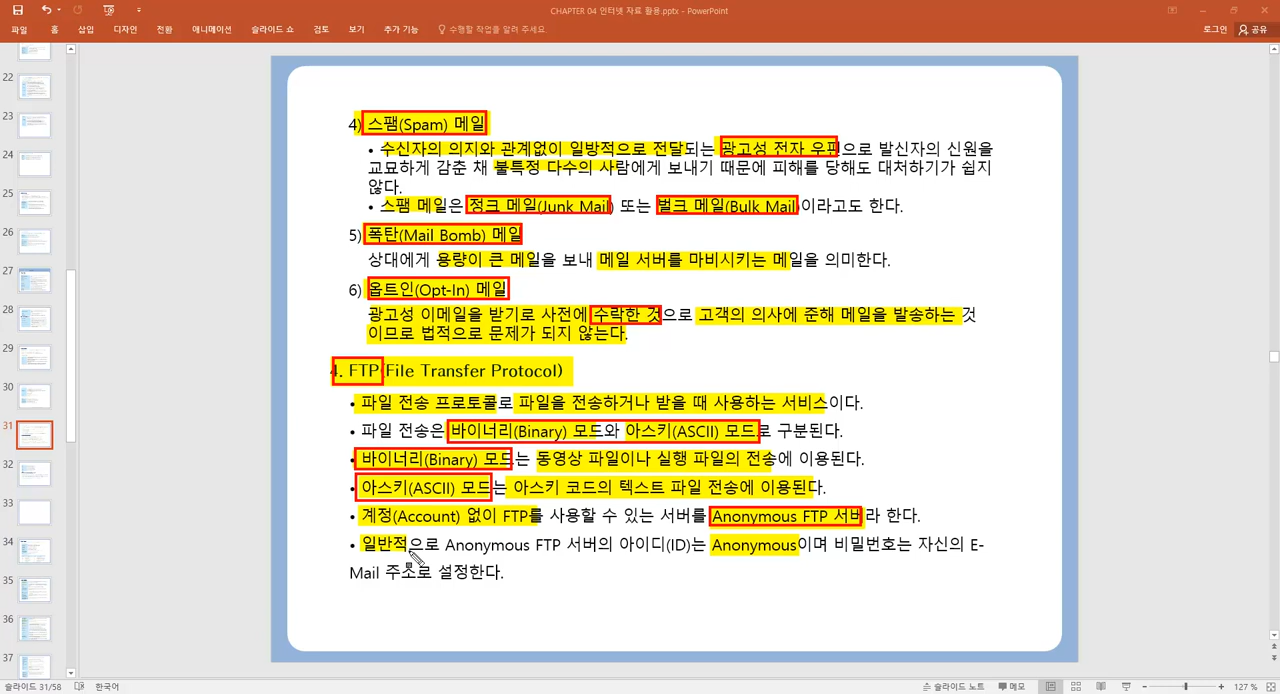 CHAPTER 04 인터넷 자료 활용.pptx - PowerPoint
파일 홈 삽입 디자인 전환 애니메이션 슬라이드 쇼 검토 보기 추가 기능 수행할 작업을 알려 주세요. 로그인 공유
22
23
24
25
26
27
28
29
30
31
32
33
34
35
36
37
4) 스팸(Spam) 메일
• 수신자의 의지와 관계없이 일방적으로 전달되는 광고성 전자 우편으로 발신자의 신원을
교묘하게 감춘 채 불특정 다수의 사람에게 보내기 때문에 피해를 당해도 대처하기가 쉽지
않다.
• 스팸 메일은 정크 메일(Junk Mail) 또는 벌크 메일(Bulk Mail)이라고도 한다.
5) 폭탄(Mail Bomb) 메일
상대에게 용량이 큰 메일을 보내 메일 서버를 마비시키는 메일을 의미한다.
6) 옵트인(Opt-In) 메일
광고성 이메일을 받기로 사전에 수락한 것으로 고객의 의사에 준해 메일을 발송하는 것
이므로 법적으로 문제가 되지 않는다.
4. FTP(File Transfer Protocol)
• 파일 전송 프로토콜로 파일을 전송하거나 받을 때 사용하는 서비스이다.
• 파일 전송은 바이너리(Binary) 모드와 아스키(ASCII) 모드로 구분된다.
• 바이너리(Binary) 모드는 동영상 파일이나 실행 파일의 전송에 이용된다.
• 아스키(ASCII) 모드는 아스키 코드의 텍스트 파일 전송에 이용된다.
• 계정(Account) 없이 FTP를 사용할 수 있는 서버를 Anonymous FTP 서버라 한다.
• 일반적으로 Anonymous FTP 서버의 아이디(ID)는 Anonymous이며 비밀번호는 자신의 E-
Mail 주소로 설정한다.
슬라이드 31/58 한국어 슬라이드 노트 메모 127 %